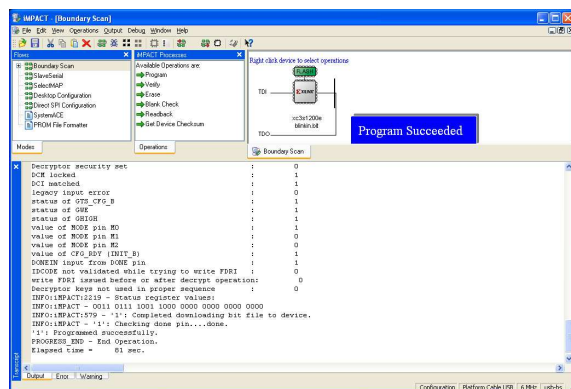 iMPACT - [Boundary Scan]
File Edit View Operations Output Debug Window Help
Flows
Boundary Scan
SlaveSerial
SelectMAP
Desktop Configuration
Direct SPI Configuration
SystemACE
PROM File Formatter
Modes
iMPACT Processes
Available Operations are:
Program
Verify
Erase
Blank Check
Readback
Get Device Checksum
Operations
Right click device to select operations
FLASH
TDI
XILINX
TDO
Program Succeeded
Boundary Scan
Decryptor security set : 0
DCM locked : 1
DCI matched : 1
legacy input error : 0
status of GTS_CFG_B : 1
status of GWE : 1
status of GHIGH : 1
value of MODE pin M0 : 1
value of MODE pin M1 : 0
value of MODE pin M2 : 0
value of CFG_RDY (INIT_B) : 1
DONEIN input from DONE pin : 1
IDCODE not validated while trying to write FDRI : 0
write FDRI issued before or after decrypt operation: 0
Decryptor keys not used in proper sequence : 0
INFO:iMPACT:2219 - Status register values:
INFO:iMPACT - 0011 0111 1001 1000 0000 0000 0000 0000
INFO:iMPACT:579 - '1': Completed downloading bit file to device.
INFO:iMPACT - '1': Checking done pin....done.
'1': Programmed successfully.
PROGRESS_END - End Operation.
Elapsed time = 81 sec.
Transcript
Output Error Warning
Configuration Platform Cable USB 6 MHz usb-hs